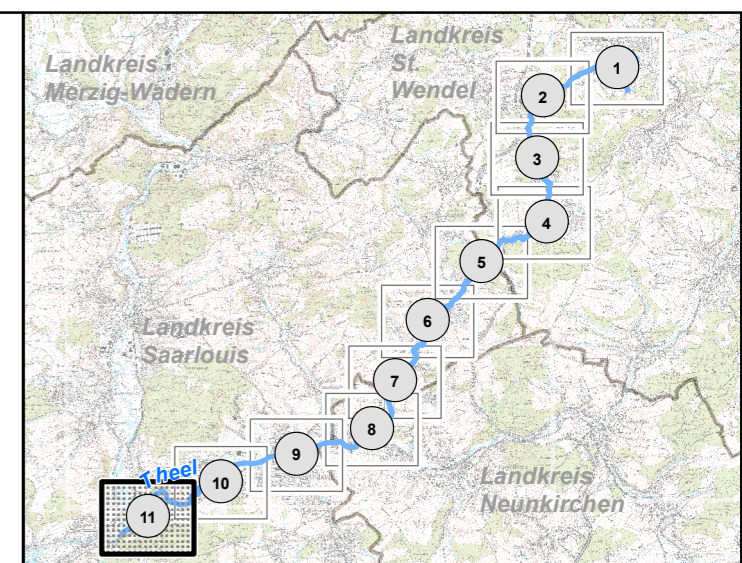 Landkreis
Merzig-Wadern
Landkreis
St.
Wendel
1
2
3
4
5
6
Landkreis
Saarlouis
7
8
9
Theel
10
Landkreis
Neunkirchen
11